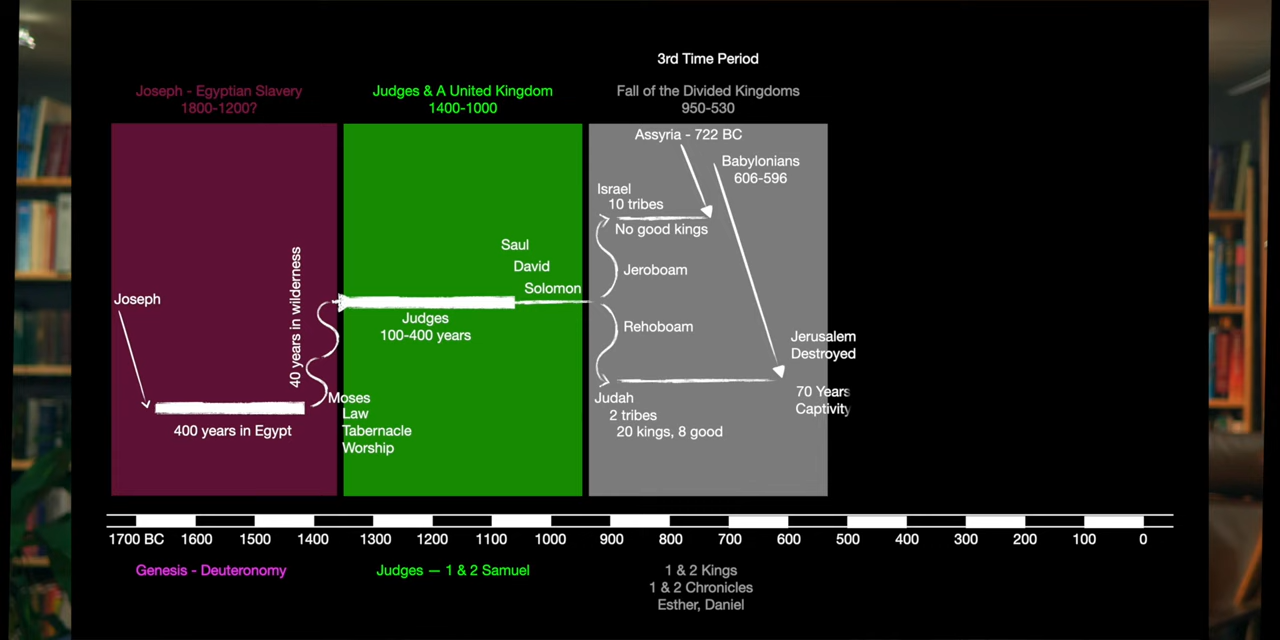 3rd Time Period
Joseph - Egyptian Slavery
1800-1200?
Judges & A United Kingdom
1400-1000
Fall of the Divided Kingdoms
950-530
Assyria - 722 BC
Babylonians
606-596
Israel
10 tribes
No good kings
Saul
David
Solomon
Jeroboam
Joseph
40 years in wilderness
Judges
100-400 years
Rehoboam
Jerusalem
Destroyed
70 Years
Captivity
Moses
Law
Tabernacle
Worship
400 years in Egypt
Judah
2 tribes
20 kings, 8 good
1700 BC 1600 1500 1400 1300 1200 1100 1000 900 800 700 600 500 400 300 200 100 0
Genesis - Deuteronomy
Judges — 1 & 2 Samuel
1 & 2 Kings
1 & 2 Chronicles
Esther, Daniel